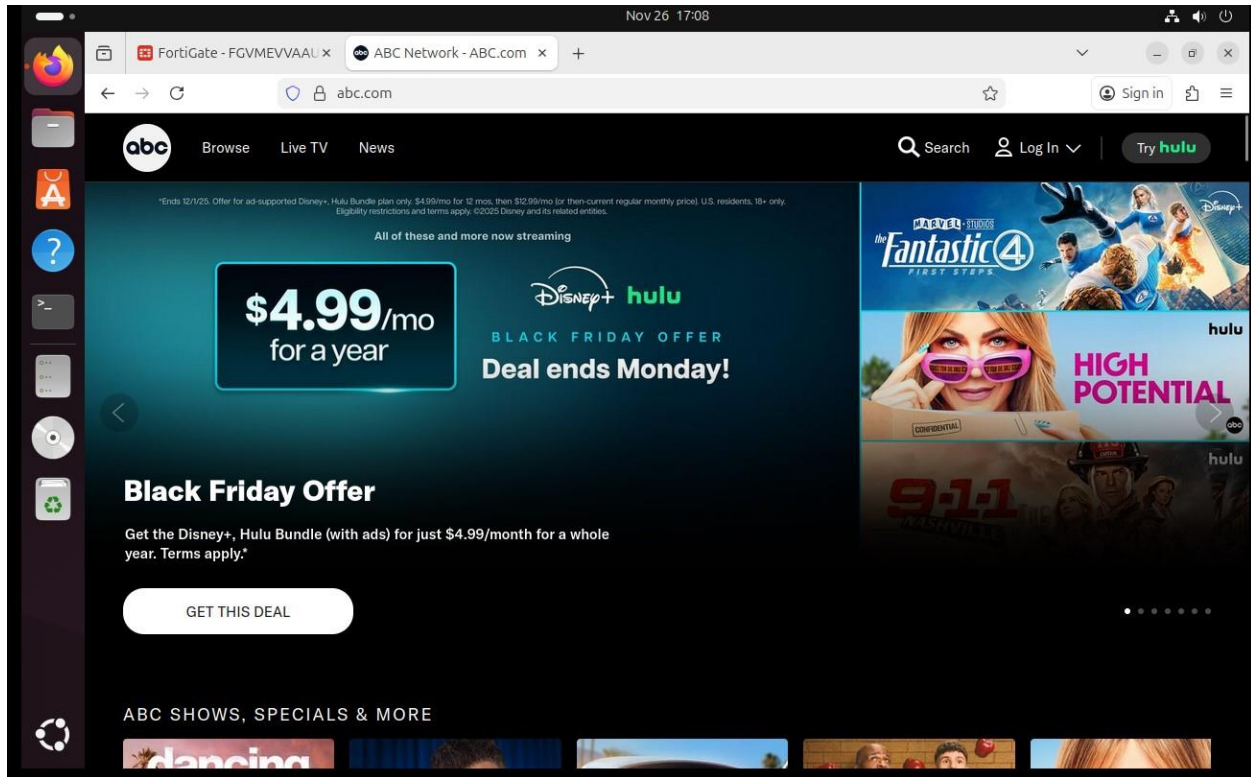 Nov 26 17:08
FortiGate - FGVMEVVAAU
ABC Network - ABC.com
abc.com
Sign in
abc
Browse
Live TV
News
Search
Log In
Try hulu
*Ends 12/1/25. Offer for ad-supported Disney+, Hulu Bundle plan only. $4.99/mo for 12 mos, then $12.99/mo (or then-current regular monthly price). U.S. residents, 18+ only.
Eligibility restrictions and terms apply. ©2025 Disney and its related entities.
All of these and more now streaming
$4.99/mo
for a year
Disney+ hulu
BLACK FRIDAY OFFER
Deal ends Monday!
MARVEL STUDIOS
the Fantastic 4
FIRST STEPS
Disney+
hulu
HIGH
POTENTIAL
CONFIDENTIAL
abc
hulu
9-1-1
NASHVILLE
Black Friday Offer
Get the Disney+, Hulu Bundle (with ads) for just $4.99/month for a whole
year. Terms apply.*
GET THIS DEAL
ABC SHOWS, SPECIALS & MORE
dancing